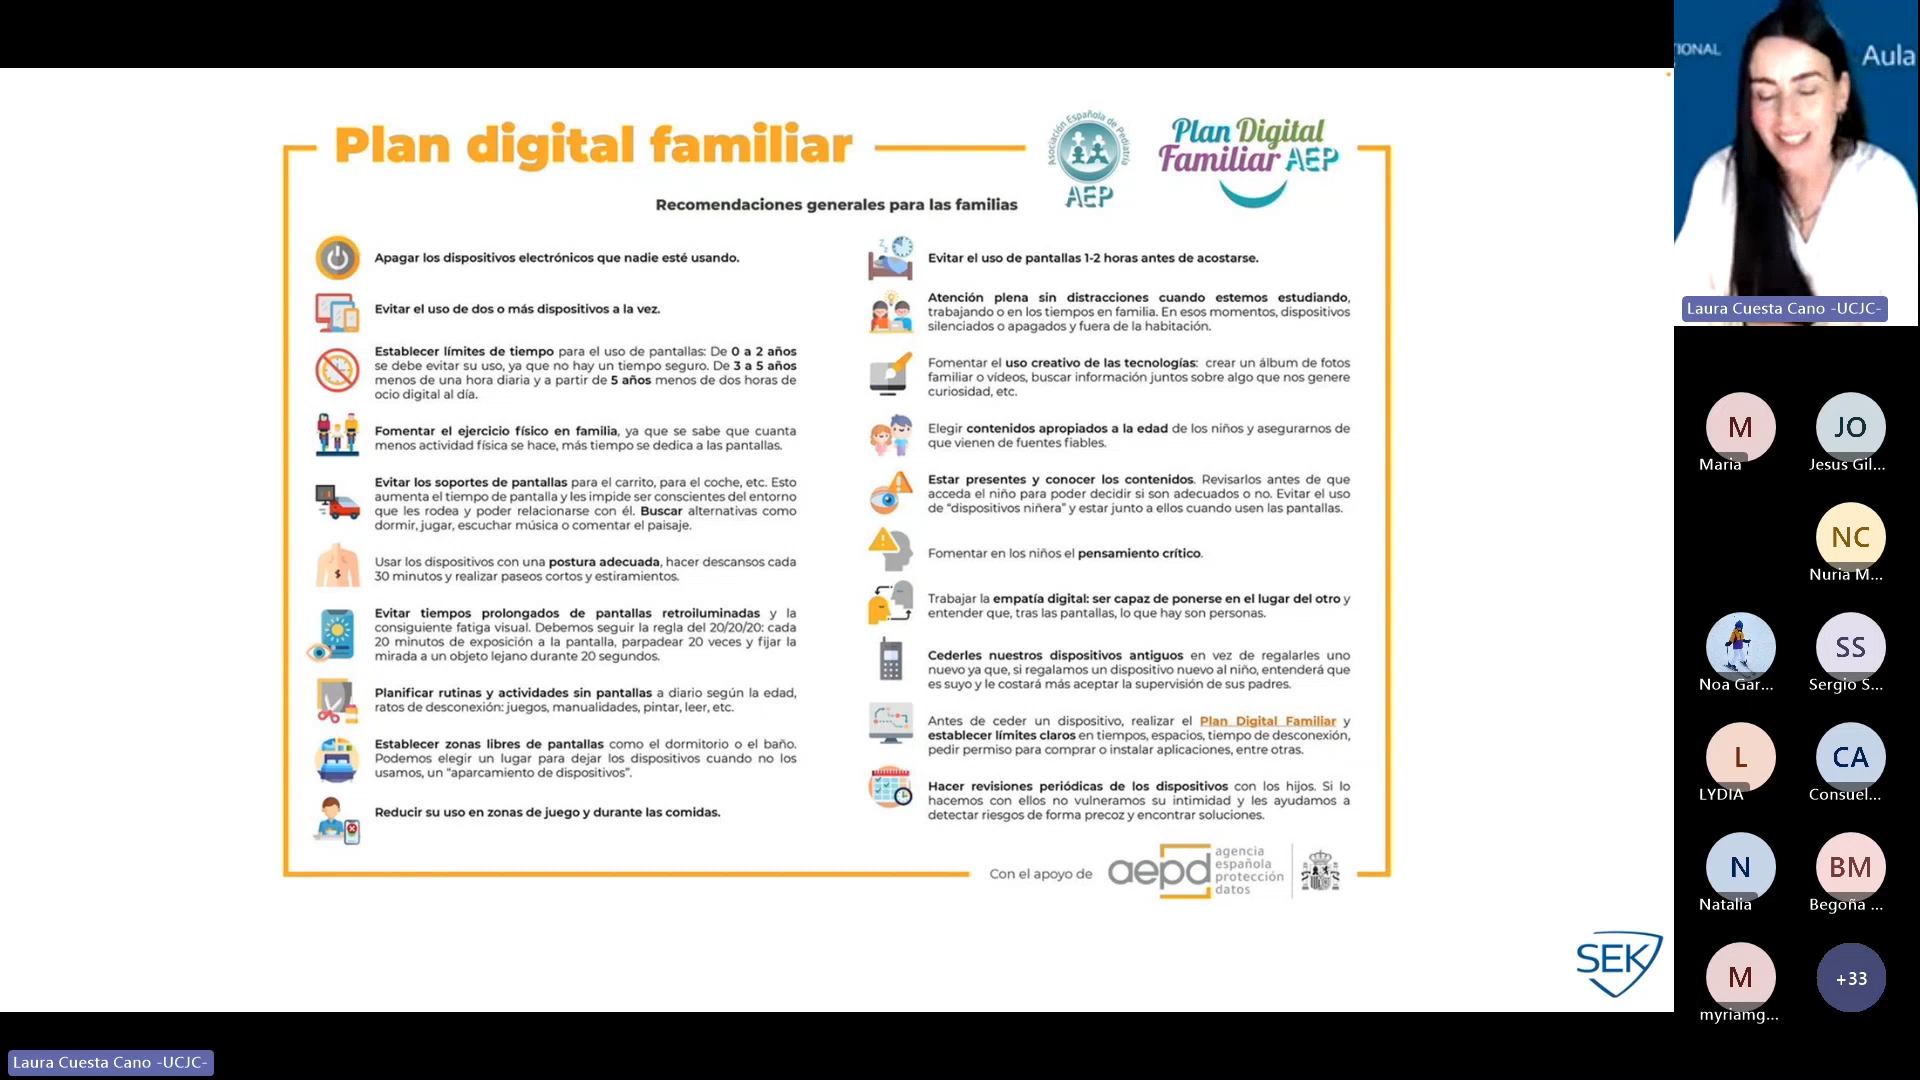 Plan digital familiar
Asociación Española de Pediatría
AEP
Plan Digital
Familiar AEP
Recomendaciones generales para las familias
Apagar los dispositivos electrónicos que nadie esté usando.
Evitar el uso de dos o más dispositivos a la vez.
Establecer límites de tiempo para el uso de pantallas: De 0 a 2 años
se debe evitar su uso, ya que no hay un tiempo seguro. De 3 a 5 años
menos de una hora diaria y a partir de 5 años menos de dos horas de
ocio digital al día.
Fomentar el ejercicio físico en familia, ya que se sabe que cuanta
menos actividad física se hace, más tiempo se dedica a las pantallas.
Evitar los soportes de pantallas para el carrito, para el coche, etc. Esto
aumenta el tiempo de pantalla y les impide ser conscientes del entorno
que les rodea y poder relacionarse con él. Buscar alternativas como
dormir, jugar, escuchar música o comentar el paisaje.
Usar los dispositivos con una postura adecuada, hacer descansos cada
30 minutos y realizar paseos cortos y estiramientos.
Evitar tiempos prolongados de pantallas retroiluminadas y la
consiguiente fatiga visual. Debemos seguir la regla del 20/20/20: cada
20 minutos de exposición a la pantalla, parpadear 20 veces y fijar la
mirada a un objeto lejano durante 20 segundos.
Planificar rutinas y actividades sin pantallas a diario según la edad,
ratos de desconexión: juegos, manualidades, pintar, leer, etc.
Establecer zonas libres de pantallas como el dormitorio o el baño.
Podemos elegir un lugar para dejar los dispositivos cuando no los
usamos, un “aparcamiento de dispositivos”.
Reducir su uso en zonas de juego y durante las comidas.
Evitar el uso de pantallas 1-2 horas antes de acostarse.
Atención plena sin distracciones cuando estemos estudiando,
trabajando o en los tiempos en familia. En esos momentos, dispositivos
silenciados o apagados y fuera de la habitación.
Fomentar el uso creativo de las tecnologías: crear un álbum de fotos
familiar o vídeos, buscar información juntos sobre algo que nos genere
curiosidad, etc.
Elegir contenidos apropiados a la edad de los niños y asegurarnos de
que vienen de fuentes fiables.
Estar presentes y conocer los contenidos. Revisarlos antes de que
acceda el niño para poder decidir si son adecuados o no. Evitar el uso
de “dispositivos niñera” y estar junto a ellos cuando usen las pantallas.
Fomentar en los niños el pensamiento crítico.
Trabajar la empatía digital: ser capaz de ponerse en el lugar del otro y
entender que, tras las pantallas, lo que hay son personas.
Cederles nuestros dispositivos antiguos en vez de regalarles uno
nuevo ya que, si regalamos un dispositivo nuevo al niño, entenderá que
es suyo y le costará más aceptar la supervisión de sus padres.
Antes de ceder un dispositivo, realizar el Plan Digital Familiar y
establecer límites claros en tiempos, espacios, tiempo de desconexión,
pedir permiso para comprar o instalar aplicaciones, entre otras.
Hacer revisiones periódicas de los dispositivos con los hijos. Si lo
hacemos con ellos no vulneramos su intimidad y les ayudamos a
detectar riesgos de forma precoz y encontrar soluciones.
Con el apoyo de
aepd
agencia
española
protección
datos
SEK
Laura Cuesta Cano -UCJC-
IONAL
Aula
Laura Cuesta Cano -UCJC-
M
Maria
JO
Jesus Gil...
NC
Nuria M...
Noa Gar...
SS
Sergio S...
L
LYDIA
CA
Consuel...
N
Natalia
BM
Begoña ...
M
myriamg...
+33